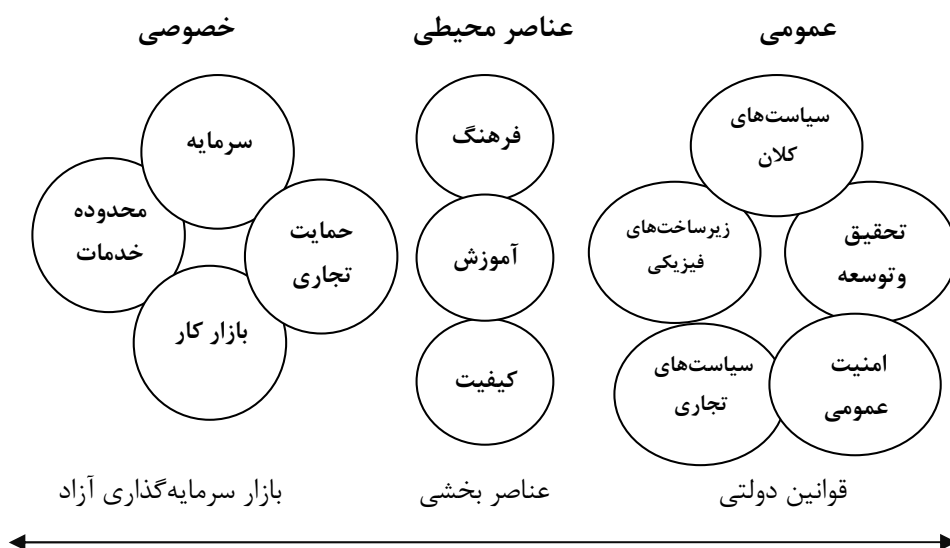 عمومی
عناصر محیطی
خصوصی
سیاست‌های
کلان
تحقیق
وتوسعه
زیرساخت‌های
فیزیکی
امنیت
عمومی
سیاست‌های
تجاری
فرهنگ
آموزش
کیفیت
سرمایه
حمایت
تجاری
محدوده
خدمات
بازار کار
قوانین دولتی
عناصر بخشی
بازار سرمایه‌گذاری آزاد